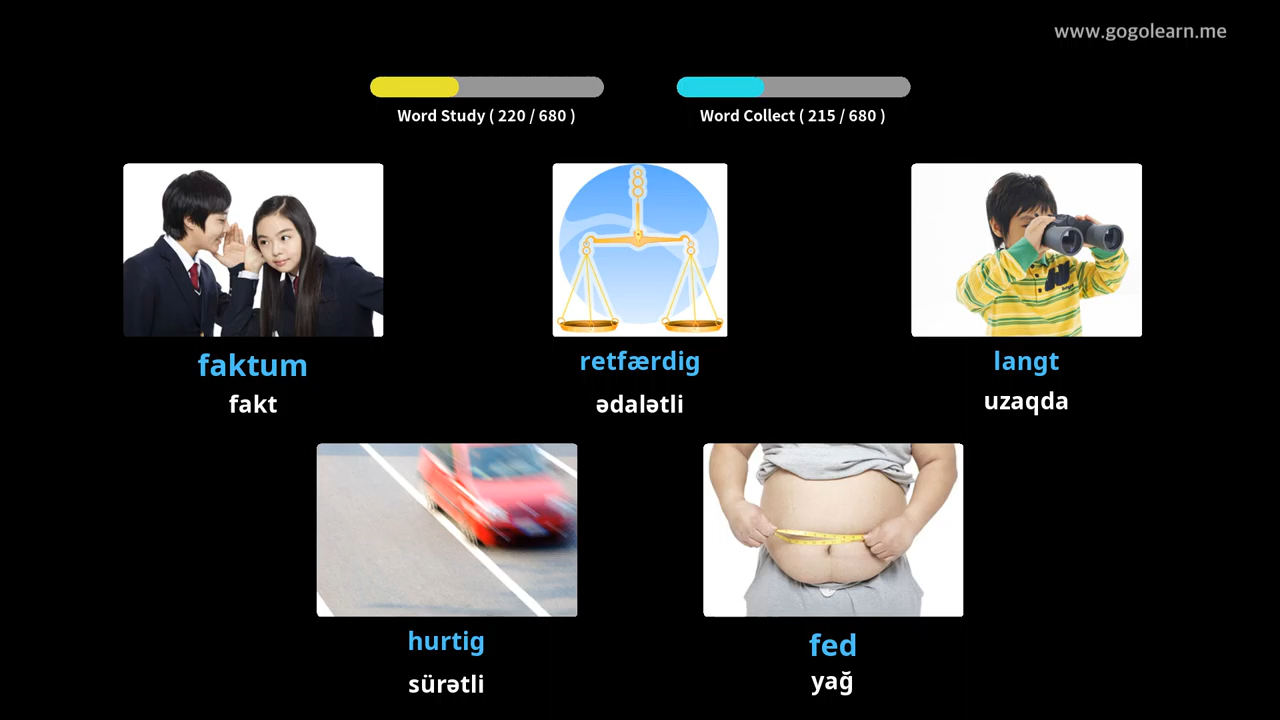 www.gogolearn.me
Word Study ( 220 / 680 )
Word Collect ( 215 / 680 )
faktum
fakt
retfærdig
ədalətli
langt
uzaqda
hurtig
sürətli
fed
yağ